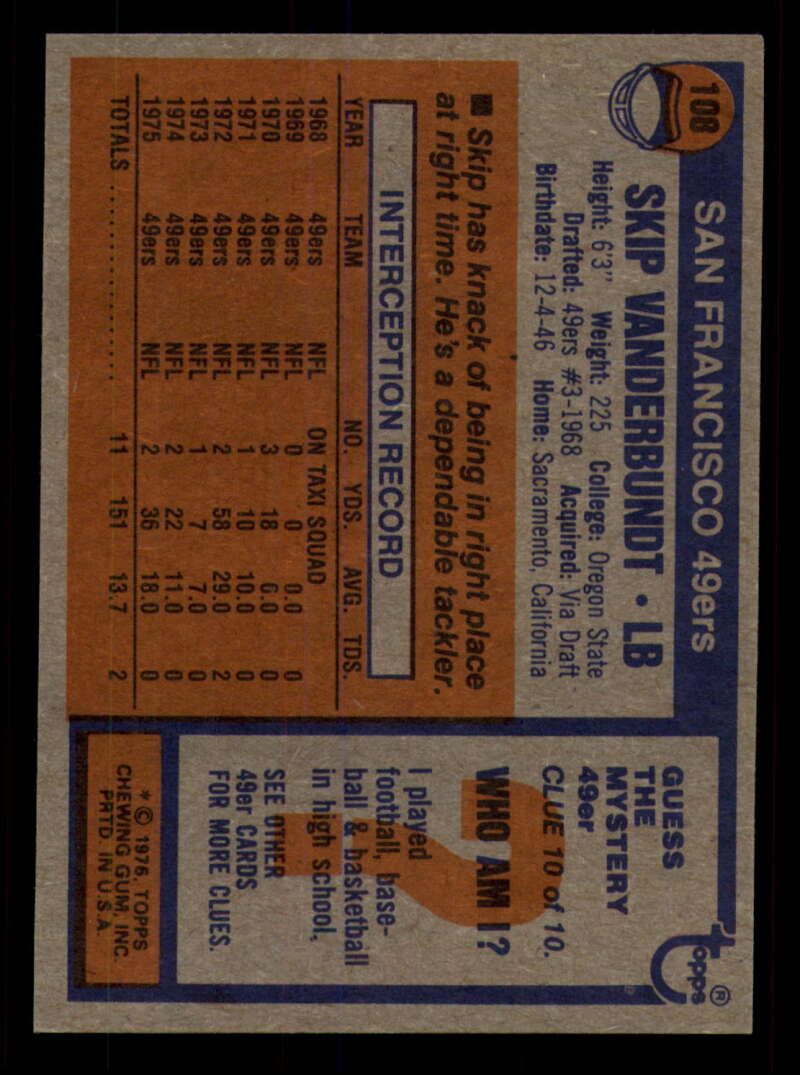 108
SAN FRANCISCO 49ers
SKIP VANDERBUNDT • LB
Height: 6'3" Weight: 225 College: Oregon State
Drafted: 49ers #3-1968 Acquired: Via Draft
Birthdate: 12-4-46 Home: Sacramento, California
■ Skip has knack of being in right place
at right time. He's a dependable tackler.
INTERCEPTION RECORD
YEAR TEAM NO. YDS. AVG. TDS.
1968 49ers NFL ON TAXI SQUAD
1969 49ers NFL 0 0 0.0 0
1970 49ers NFL 3 18 6.0 0
1971 49ers NFL 1 10 10.0 0
1972 49ers NFL 2 58 29.0 2
1973 49ers NFL 1 7 7.0 0
1974 49ers NFL 2 22 11.0 0
1975 49ers NFL 2 36 18.0 0
TOTALS .................... 11 151 13.7 2
topps®
GUESS
THE
MYSTERY
49er
CLUE 10 of 10.
?
WHO AM I?
I played
football, base-
ball & basketball
in high school.
SEE OTHER
49er CARDS
FOR MORE CLUES.
* © 1976, TOPPS
CHEWING GUM, INC.
PRTD. IN U.S.A.